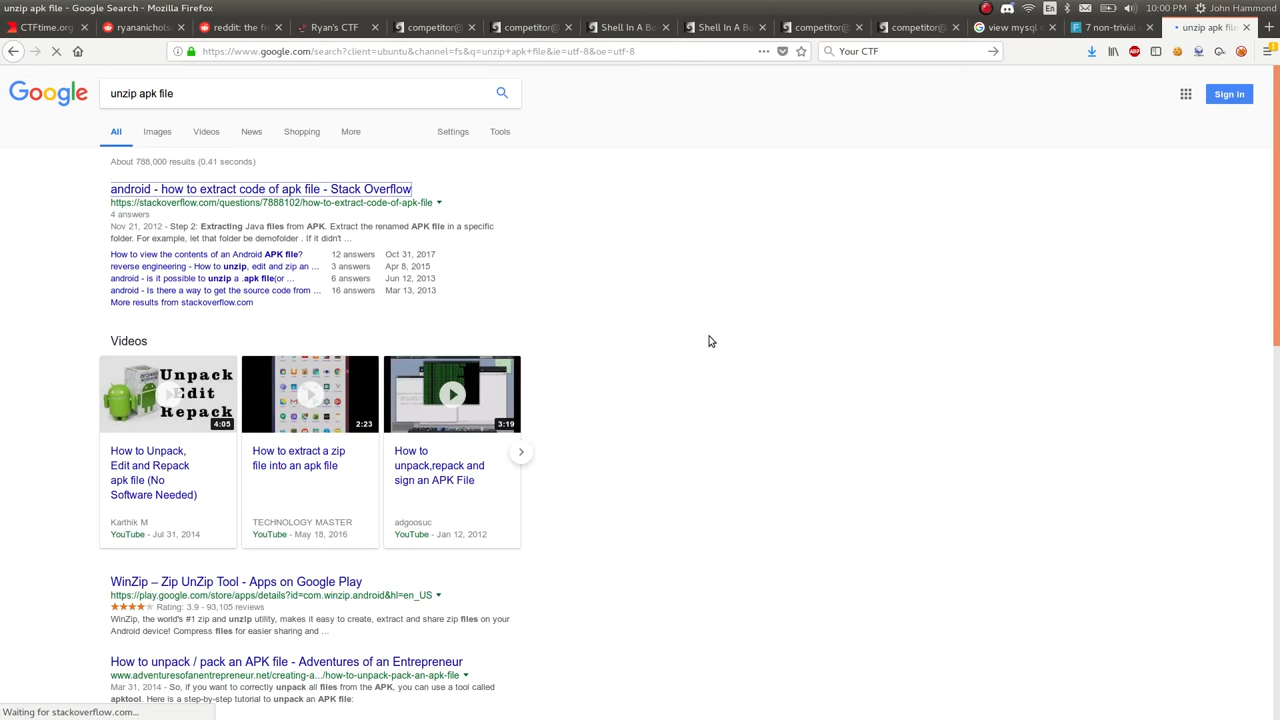 unzip apk file - Google Search - Mozilla Firefox
En
10:00 PM
John Hammond
CTFtime.org
ryananichols
reddit: the fr
Ryan's CTF
competitor@
competitor@
Shell In A Bo
Shell In A Bo
competitor@
competitor@
view mysql
7 non-trivial
unzip apk file
https://www.google.com/search?client=ubuntu&channel=fs&q=unzip+apk+file&ie=utf-8&oe=utf-8
Your CTF
Google
unzip apk file
Sign in
All
Images
Videos
News
Shopping
More
Settings
Tools
About 788,000 results (0.41 seconds)
android - how to extract code of apk file - Stack Overflow
https://stackoverflow.com/questions/7888102/how-to-extract-code-of-apk-file
4 answers
Nov 21, 2012 - Step 2: Extracting Java files from APK. Extract the renamed APK file in a specific
folder. For example, let that folder be demofolder . If it didn't ...
How to view the contents of an Android APK file? 12 answers Oct 31, 2017
reverse engineering - How to unzip, edit and zip an ... 3 answers Apr 8, 2015
android - is it possible to unzip a .apk file(or ... 6 answers Jun 12, 2013
android - Is there a way to get the source code from ... 16 answers Mar 13, 2013
More results from stackoverflow.com
Videos
Unpack
Edit
Repack
4:05
2:23
3:19
How to Unpack,
Edit and Repack
apk file (No
Software Needed)
Karthik M
YouTube - Jul 31, 2014
How to extract a zip
file into an apk file
TECHNOLOGY MASTER
YouTube - May 18, 2016
How to
unpack,repack and
sign an APK File
adgoosuc
YouTube - Jan 12, 2012
WinZip – Zip UnZip Tool - Apps on Google Play
https://play.google.com/store/apps/details?id=com.winzip.android&hl=en_US
Rating: 3.9 - 93,105 reviews
WinZip, the world's #1 zip and unzip utility, makes it easy to create, extract and share zip files on your
Android device! Compress files for easier sharing and ...
How to unpack / pack an APK file - Adventures of an Entrepreneur
www.adventuresofanentrepreneur.net/creating-a.../how-to-unpack-pack-an-apk-file
Mar 31, 2014 - So, if you want to correctly unpack all files from the APK, you can use a tool called
apktool. Here is a step-by-step tutorial to unpack an APK file:
Waiting for stackoverflow.com...